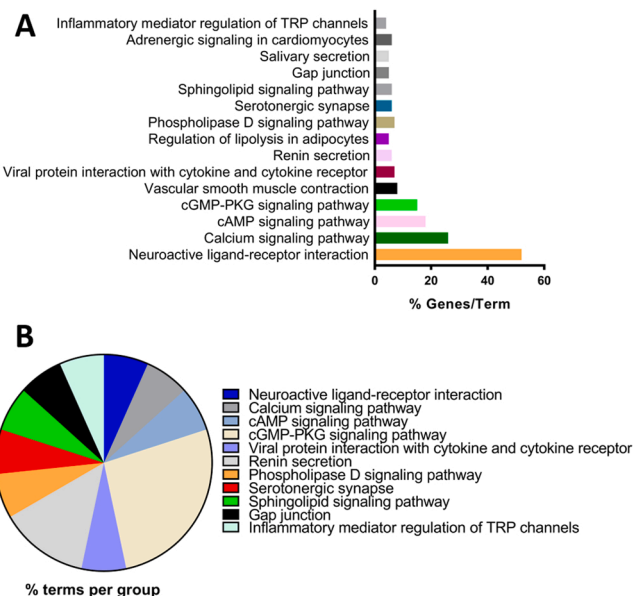 A
Inflammatory mediator regulation of TRP channels
Adrenergic signaling in cardiomyocytes
Salivary secretion
Gap junction
Sphingolipid signaling pathway
Serotonergic synapse
Phospholipase D signaling pathway
Regulation of lipolysis in adipocytes
Renin secretion
Viral protein interaction with cytokine and cytokine receptor
Vascular smooth muscle contraction
cGMP-PKG signaling pathway
cAMP signaling pathway
Calcium signaling pathway
Neuroactive ligand-receptor interaction
0 20 40 60
% Genes/Term
B
Neuroactive ligand-receptor interaction
Calcium signaling pathway
cAMP signaling pathway
cGMP-PKG signaling pathway
Viral protein interaction with cytokine and cytokine receptor
Renin secretion
Phospholipase D signaling pathway
Serotonergic synapse
Sphingolipid signaling pathway
Gap junction
Inflammatory mediator regulation of TRP channels
% terms per group